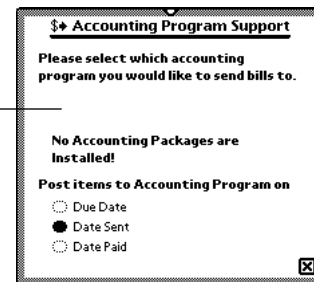 $→ Accounting Program Support
Please select which accounting
program you would like to send bills to.
No Accounting Packages are
Installed!
Post items to Accounting Program on
Due Date
Date Sent
Date Paid